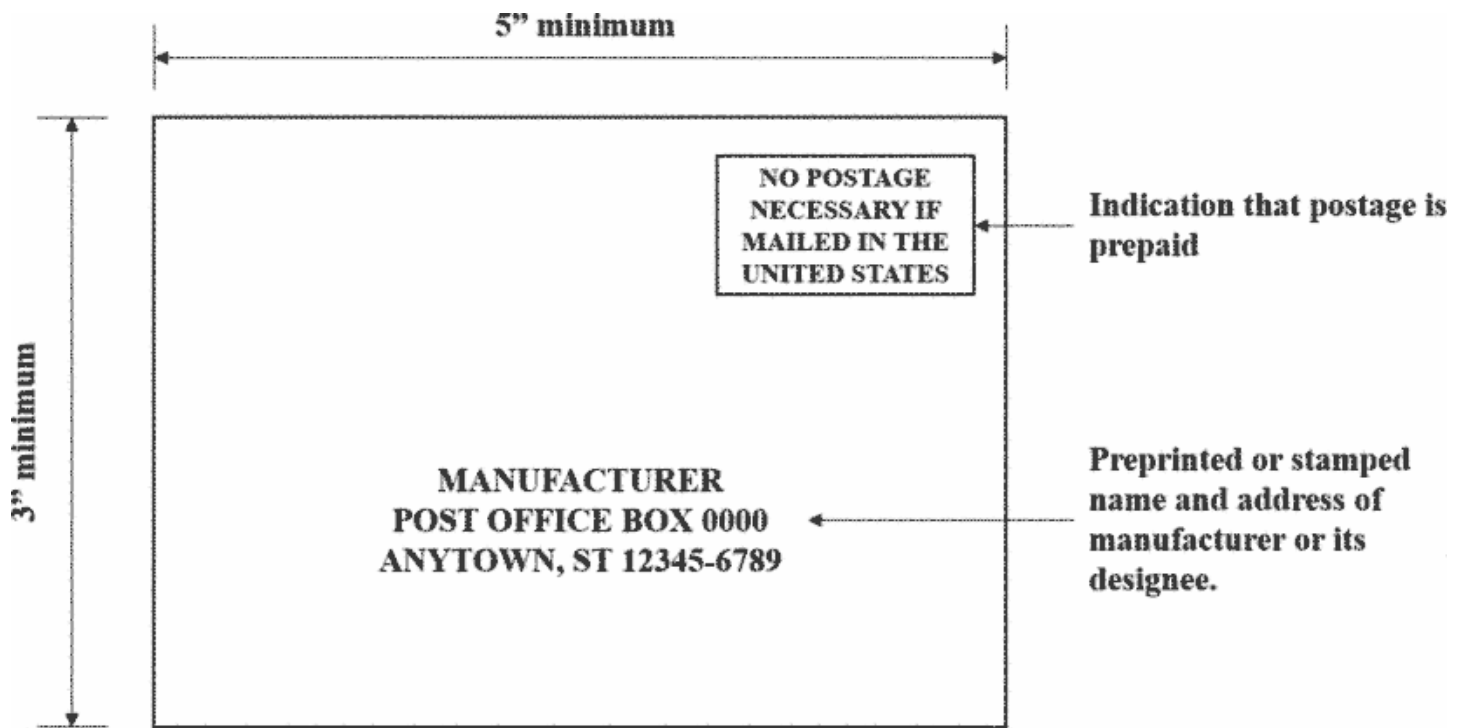 5” minimum
NO POSTAGE
NECESSARY IF
MAILED IN THE
UNITED STATES
Indication that postage is
prepaid
3” minimum
MANUFACTURER
POST OFFICE BOX 0000
ANYTOWN, ST 12345-6789
Preprinted or stamped
name and address of
manufacturer or its
designee.